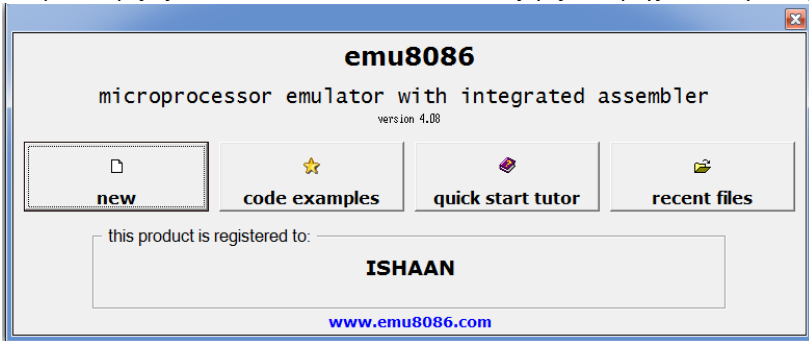 emu8086
microprocessor emulator with integrated assembler
version 4.08
new code examples quick start tutor recent files
this product is registered to:
ISHAAN
www.emu8086.com